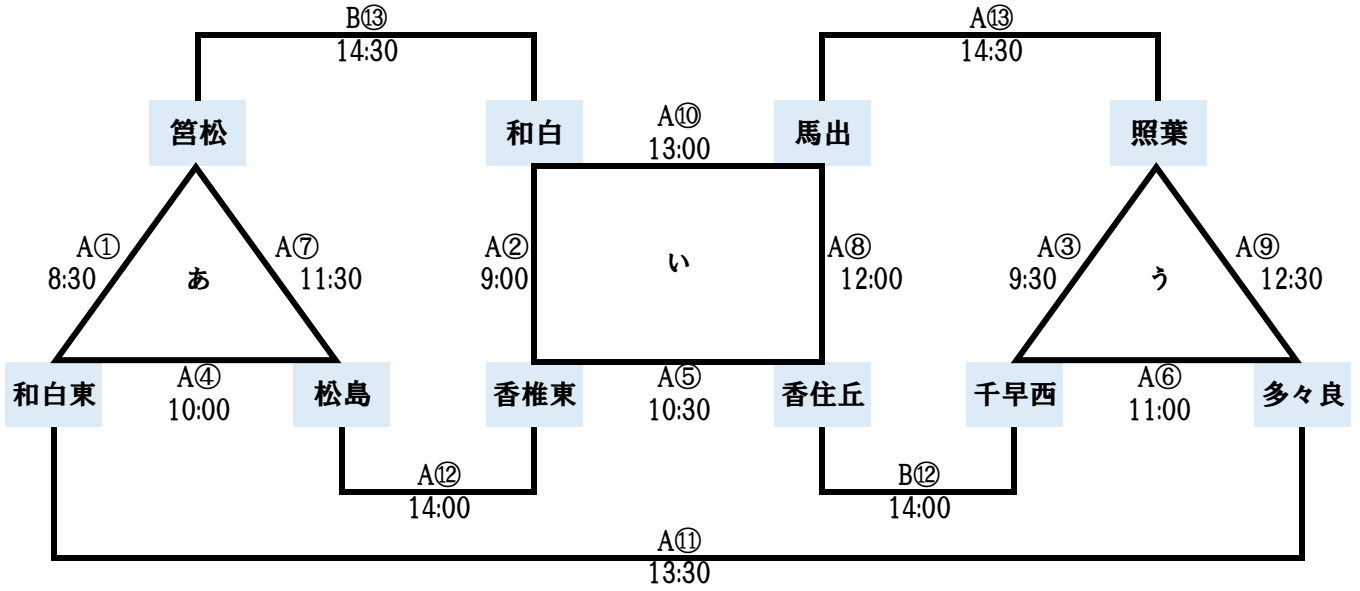 B⑬
14:30
A⑬
14:30
筥松
和白
A⑩
13:00
馬出
照葉
A①
8:30
あ
A⑦
11:30
A②
9:00
い
A⑧
12:00
A③
9:30
う
A⑨
12:30
和白東
A④
10:00
松島
香椎東
A⑤
10:30
香住丘
千早西
A⑥
11:00
多々良
A⑫
14:00
B⑫
14:00
A⑪
13:30